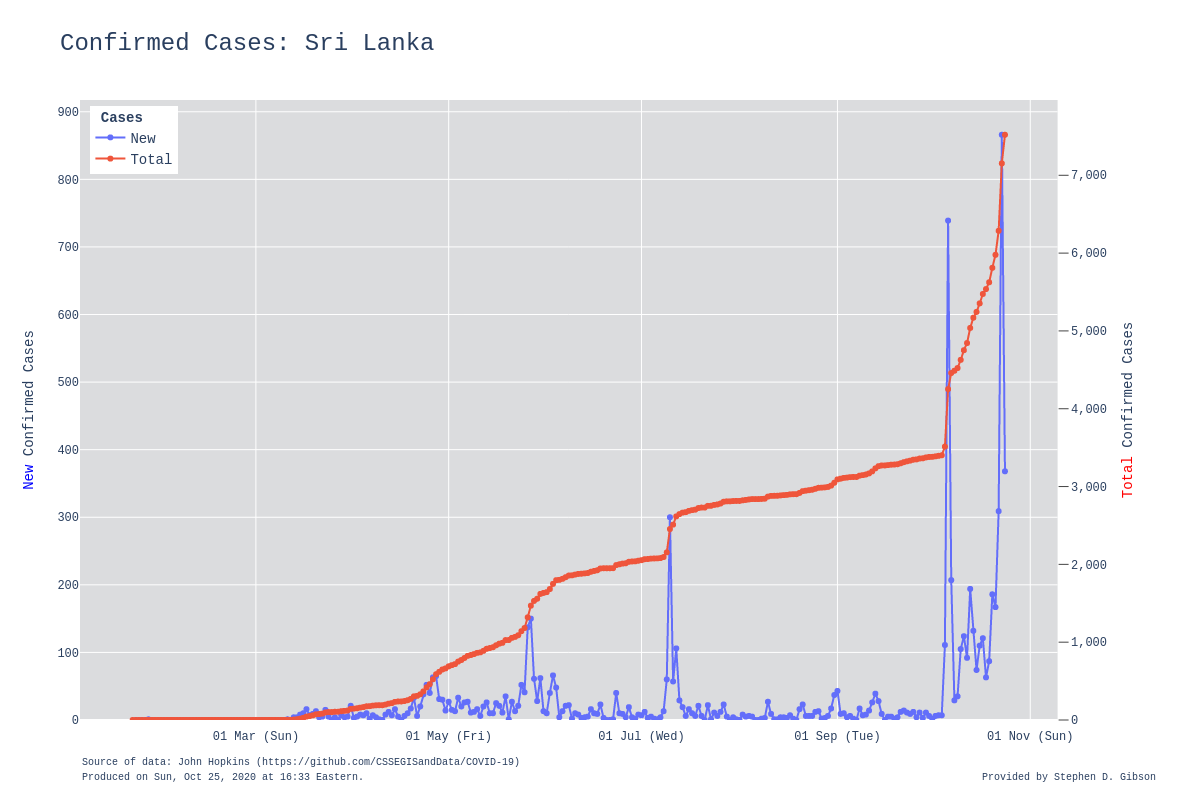 Confirmed Cases: Sri Lanka
Cases
New
Total
900
800
700
600
500
400
300
200
100
0
New Confirmed Cases
7,000
6,000
5,000
4,000
3,000
2,000
1,000
0
Total Confirmed Cases
01 Mar (Sun) 01 May (Fri) 01 Jul (Wed) 01 Sep (Tue) 01 Nov (Sun)
Source of data: John Hopkins (https://github.com/CSSEGISandData/COVID-19)
Produced on Sun, Oct 25, 2020 at 16:33 Eastern.
Provided by Stephen D. Gibson